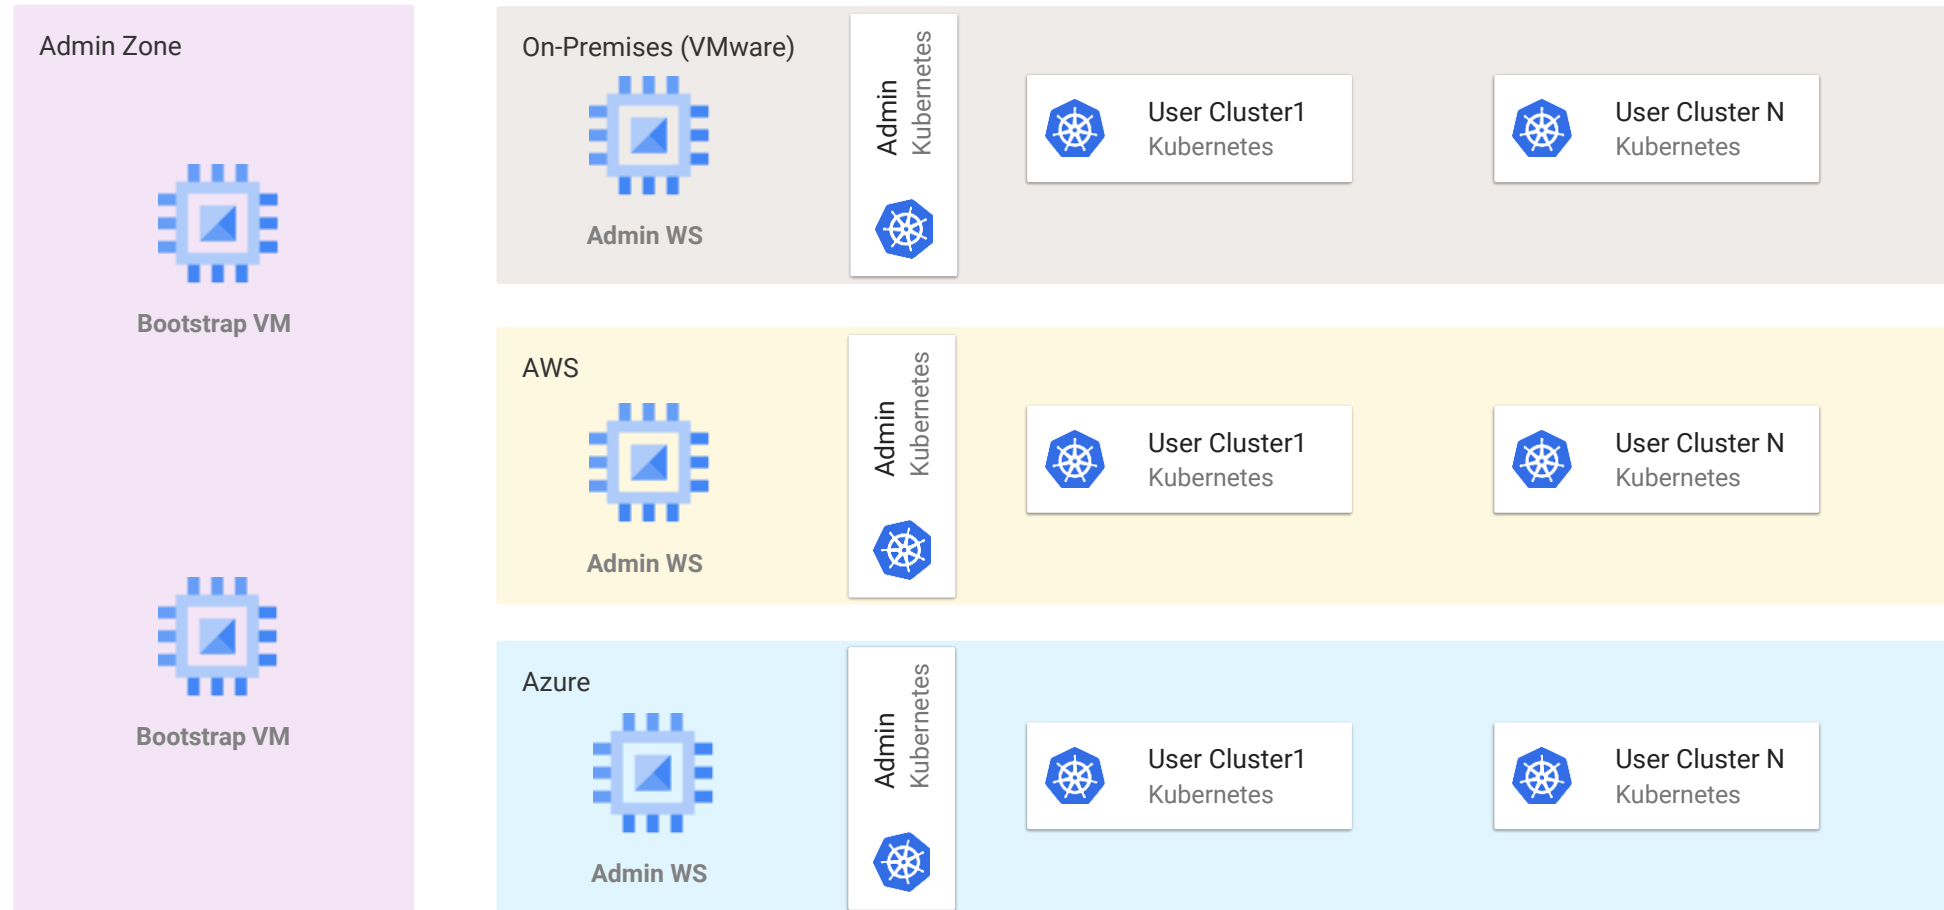 Admin Zone
Bootstrap VM
Bootstrap VM
On-Premises (VMware)
Admin WS
Admin
Kubernetes
User Cluster1
Kubernetes
User Cluster N
Kubernetes
AWS
Admin WS
Admin
Kubernetes
User Cluster1
Kubernetes
User Cluster N
Kubernetes
Azure
Admin WS
Admin
Kubernetes
User Cluster1
Kubernetes
User Cluster N
Kubernetes